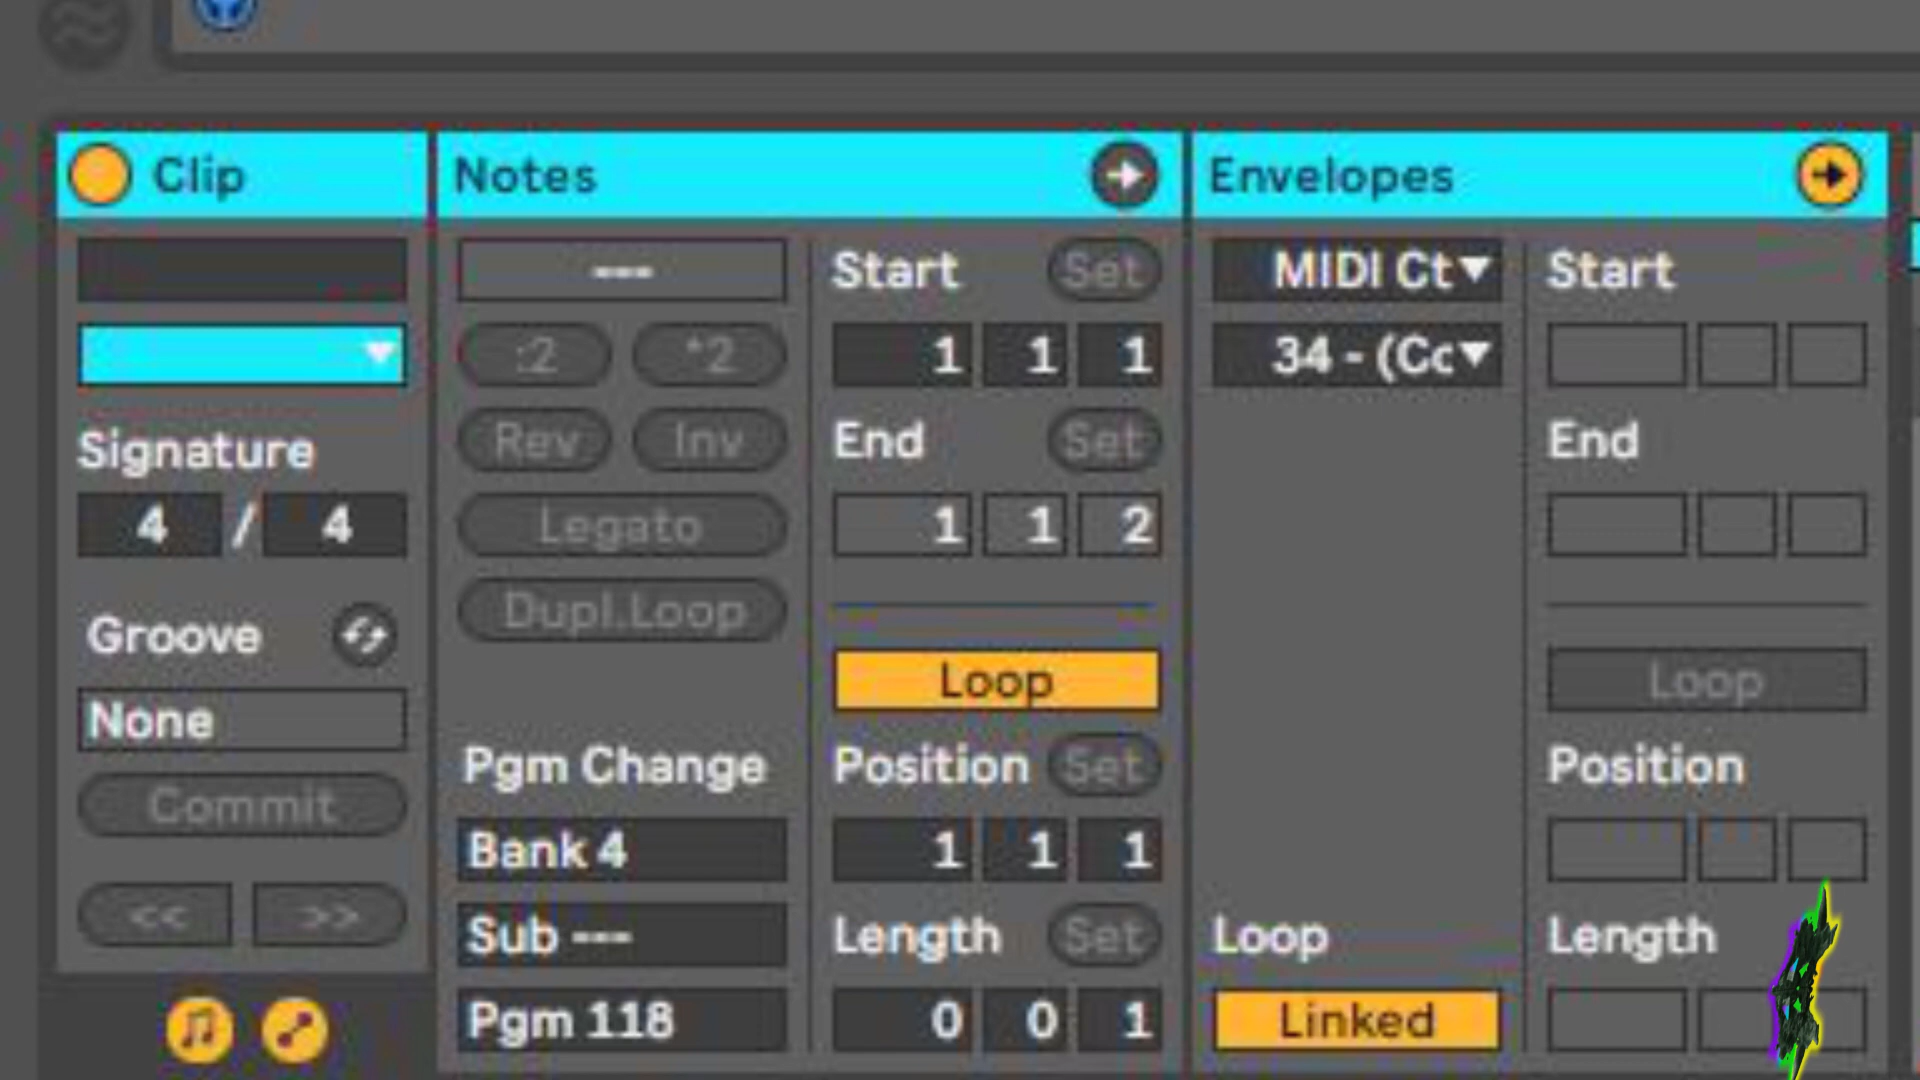 Clip
Signature
4 / 4
Groove
None
Commit
<< >>
Notes
---
:2 *2
Rev Inv
Legato
Dupl.Loop
Pgm Change
Bank 4
Sub ---
Pgm 118
Start Set
1 1 1
End Set
1 1 2
Loop
Position Set
1 1 1
Length Set
0 0 1
Envelopes
MIDI Ct
34 - (Cc
Loop
Linked
Start
End
Loop
Position
Length